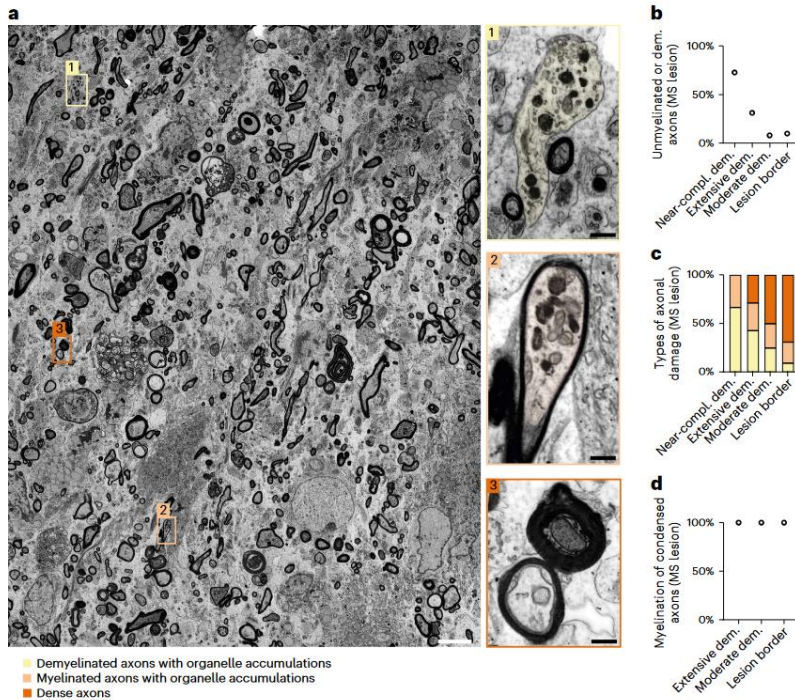 a
1
3
2
1
2
3
Demyelinated axons with organelle accumulations
Myelinated axons with organelle accumulations
Dense axons
b
Unmyelinated or dem.
axons (MS lesion)
100%
50%
0%
Near-compl. dem.
Extensive dem.
Moderate dem.
Lesion border
c
Types of axonal
damage (MS lesion)
100%
50%
0%
Near-compl. dem.
Extensive dem.
Moderate dem.
Lesion border
d
Myelination of condensed
axons (MS lesion)
100%
50%
0%
Extensive dem.
Moderate dem.
Lesion border